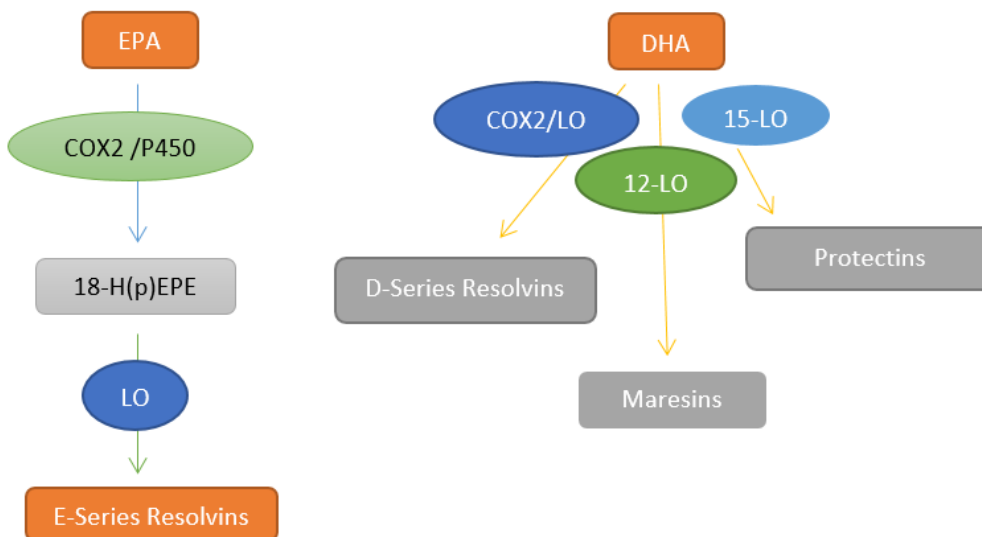 EPA
COX2 /P450
18-H(p)EPE
LO
E-Series Resolvins
DHA
COX2/LO
15-LO
12-LO
D-Series Resolvins
Protectins
Maresins